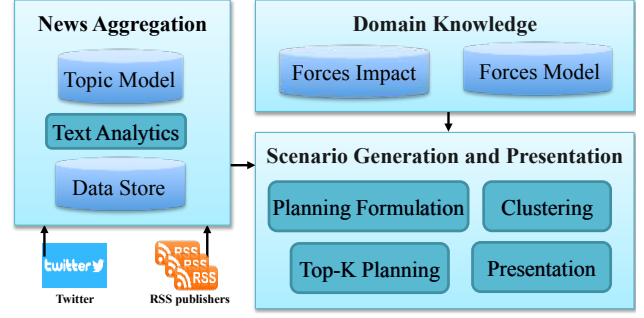 News Aggregation
Topic Model
Text Analytics
Data Store
twitter
Twitter
RSS
RSS
RSS
RSS publishers
Domain Knowledge
Forces Impact
Forces Model
Scenario Generation and Presentation
Planning Formulation
Clustering
Top-K Planning
Presentation